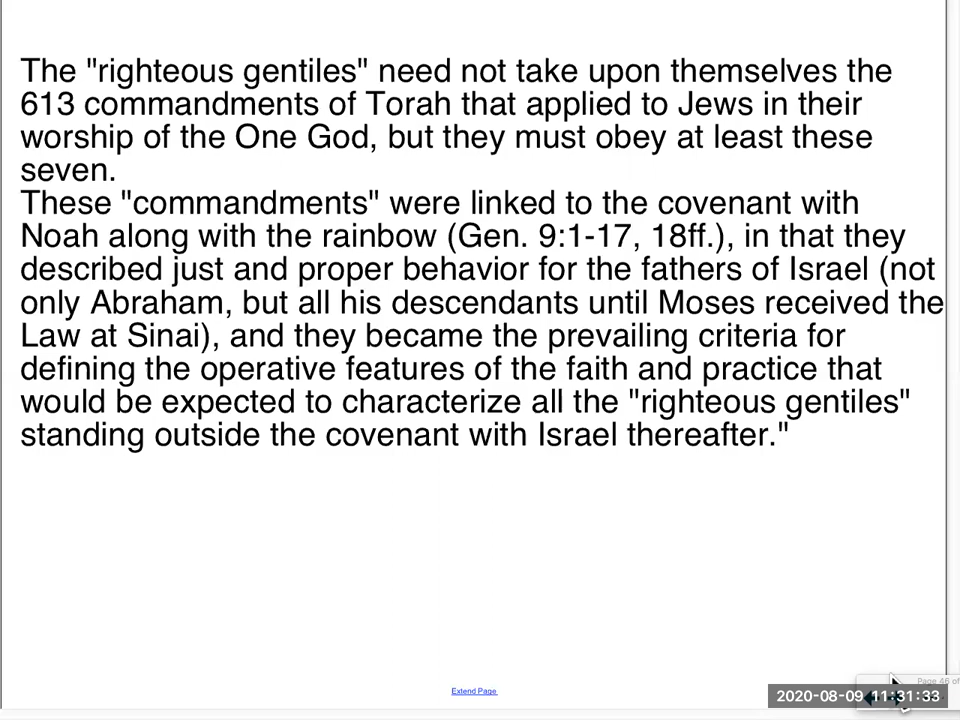 The "righteous gentiles" need not take upon themselves the
613 commandments of Torah that applied to Jews in their
worship of the One God, but they must obey at least these
seven.
These "commandments" were linked to the covenant with
Noah along with the rainbow (Gen. 9:1-17, 18ff.), in that they
described just and proper behavior for the fathers of Israel (not
only Abraham, but all his descendants until Moses received the
Law at Sinai), and they became the prevailing criteria for
defining the operative features of the faith and practice that
would be expected to characterize all the "righteous gentiles"
standing outside the covenant with Israel thereafter."
Page 46 of
Extend Page
2020-08-09 11:31:33